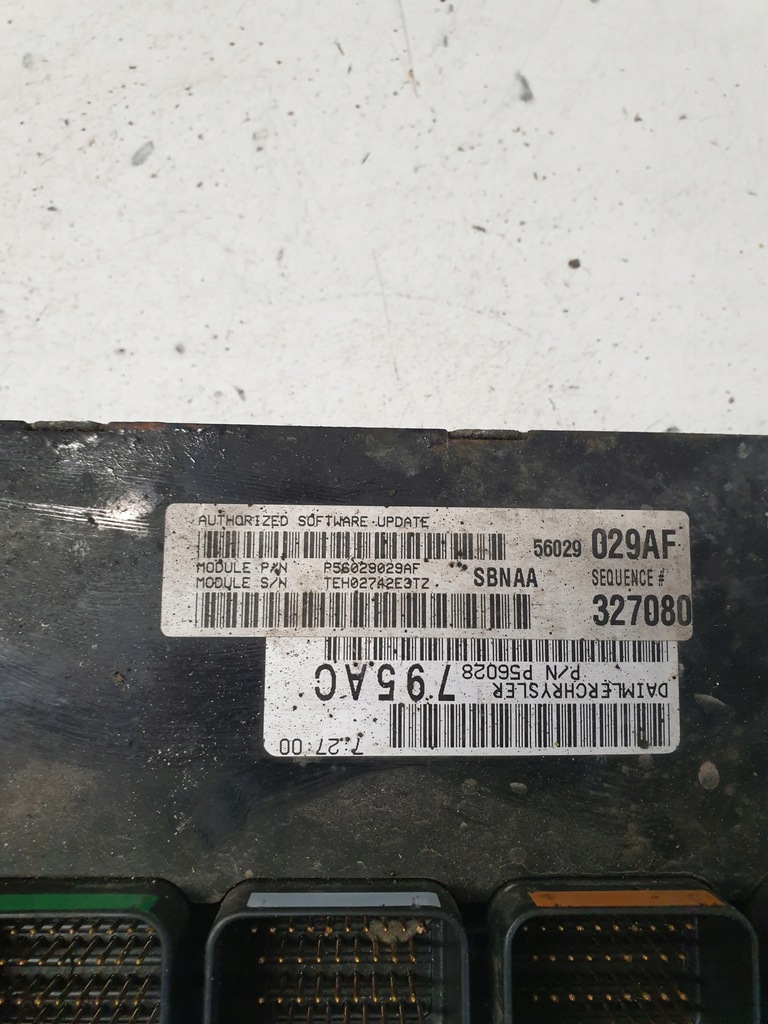 AUTHORIZED SOFTWARE UPDATE
56029 029AF
MODULE P/N P56029029AF
MODULE S/N TEH02742E3TZ
SBNAA
SEQUENCE #
327080
DAIMLERCHRYSLER
P/N P56028 795AC
7:27:00